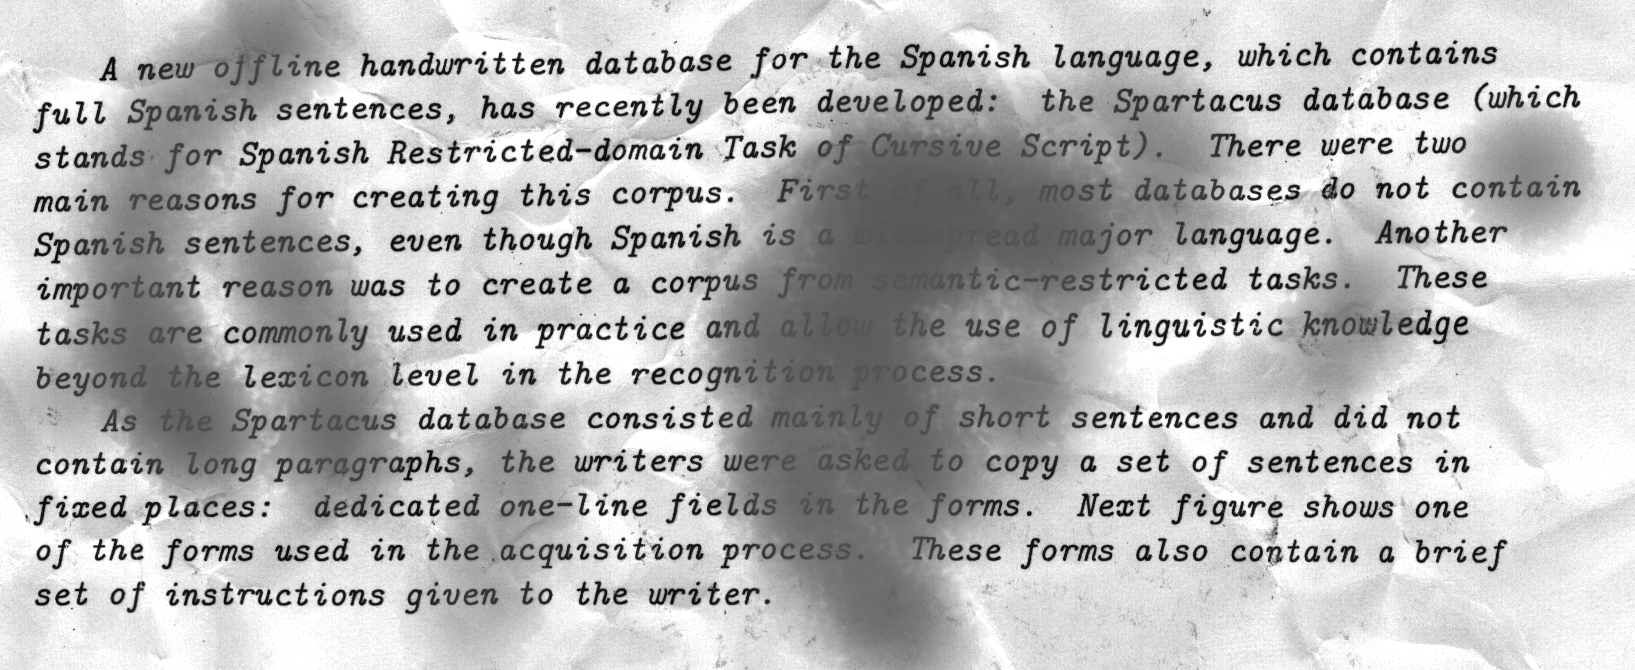 A new offline handwritten database for the Spanish language, which contains
full Spanish sentences, has recently been developed: the Spartacus database (which
stands for Spanish Restricted-domain Task of Cursive Script). There were two
main reasons for creating this corpus. First of all, most databases do not contain
Spanish sentences, even though Spanish is a widespread major language. Another
important reason was to create a corpus from semantic-restricted tasks. These
tasks are commonly used in practice and allow the use of linguistic knowledge
beyond the lexicon level in the recognition process.
As the Spartacus database consisted mainly of short sentences and did not
contain long paragraphs, the writers were asked to copy a set of sentences in
fixed places: dedicated one-line fields in the forms. Next figure shows one
of the forms used in the acquisition process. These forms also contain a brief
set of instructions given to the writer.